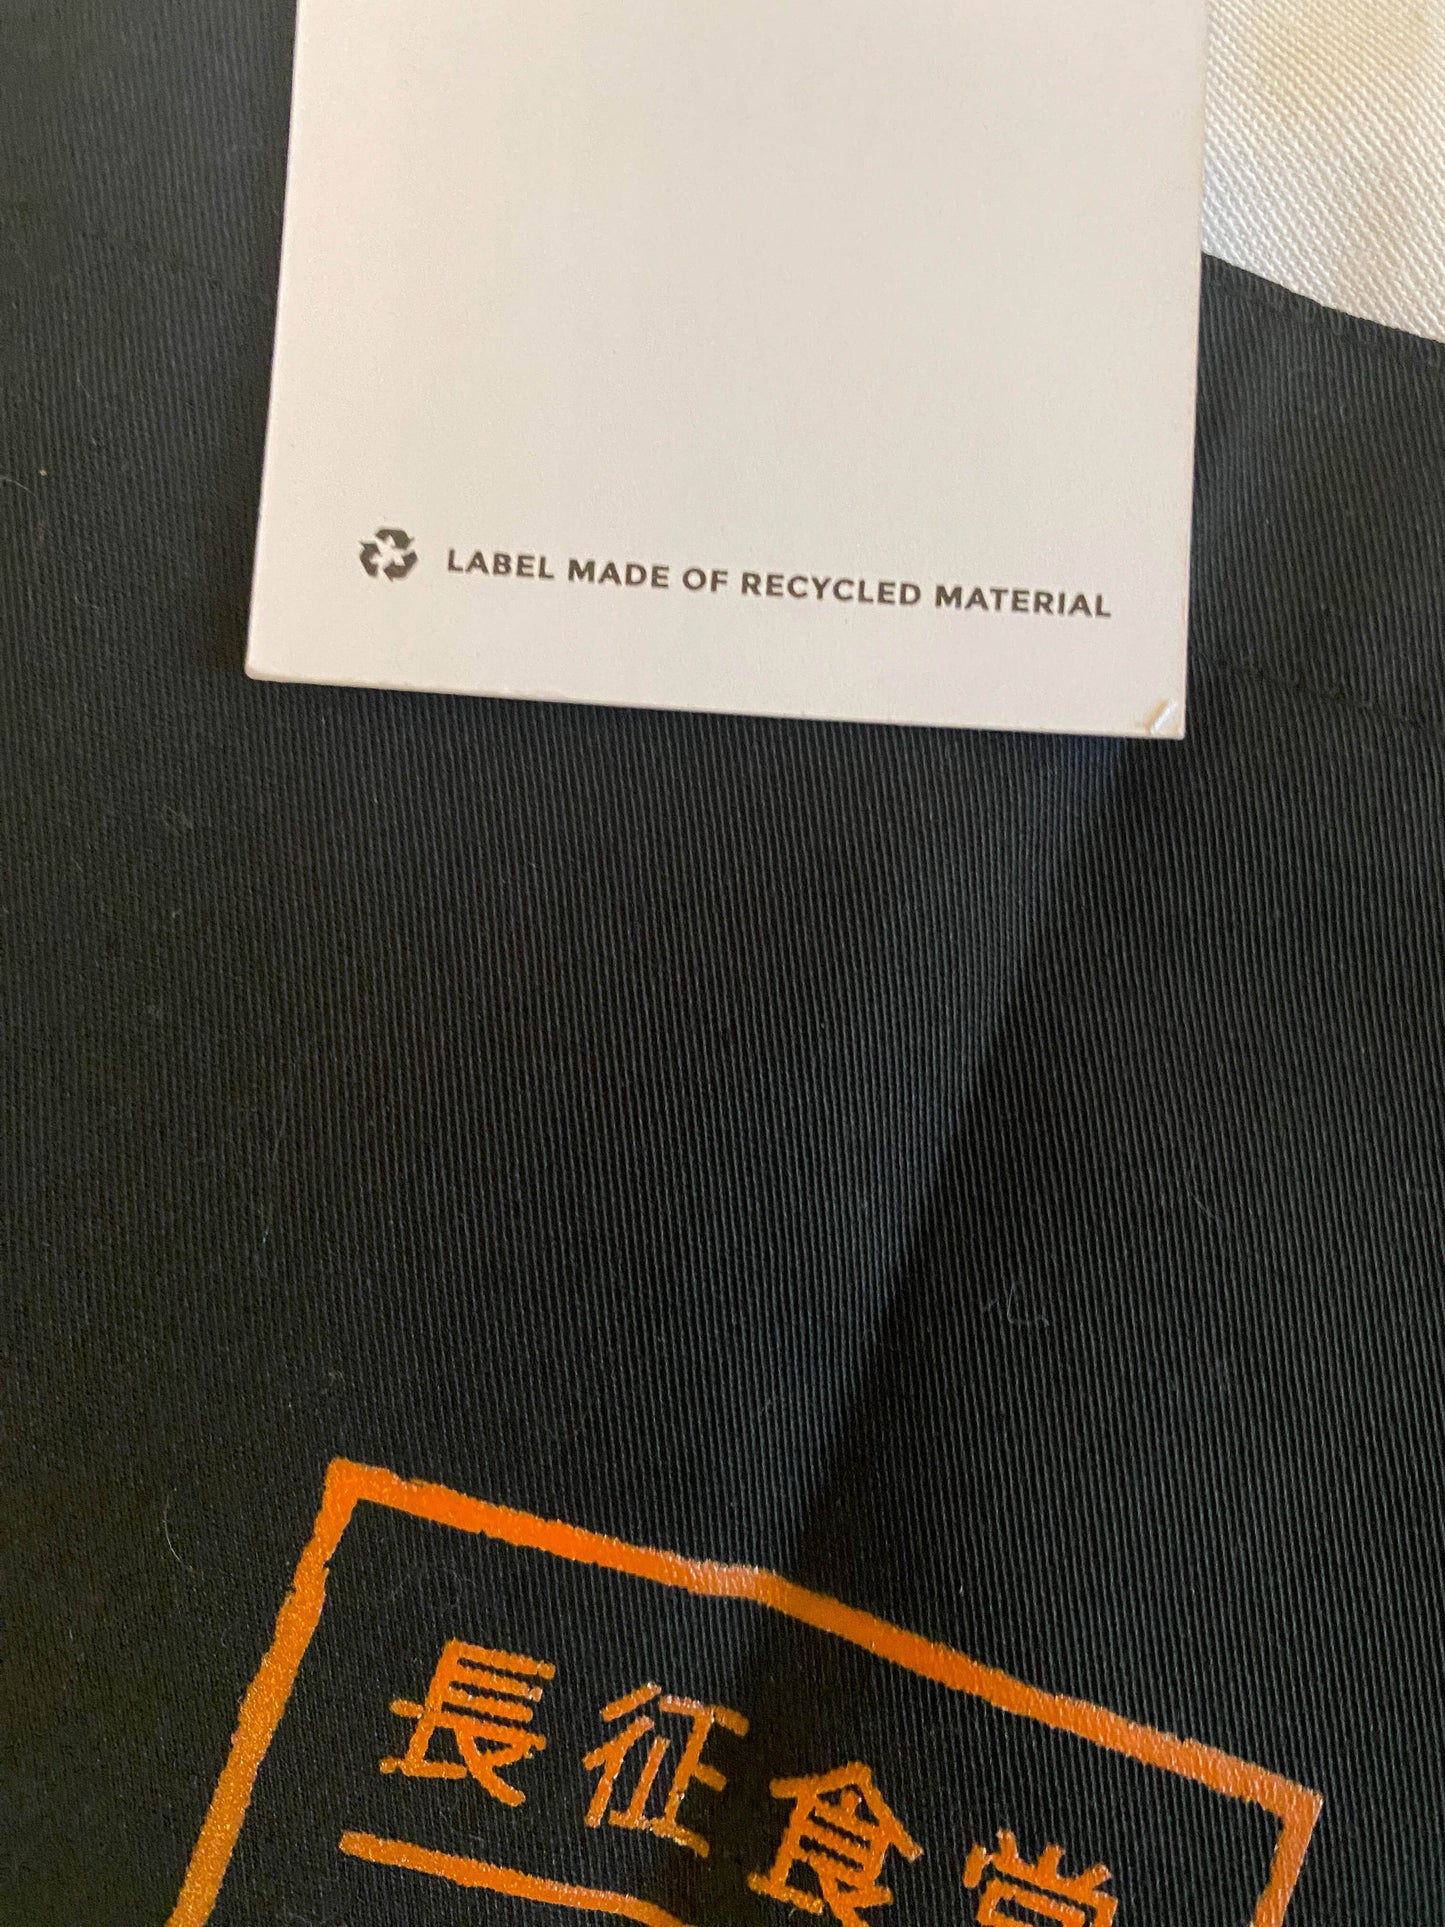 LABEL MADE OF RECYCLED MATERIAL
長征食堂